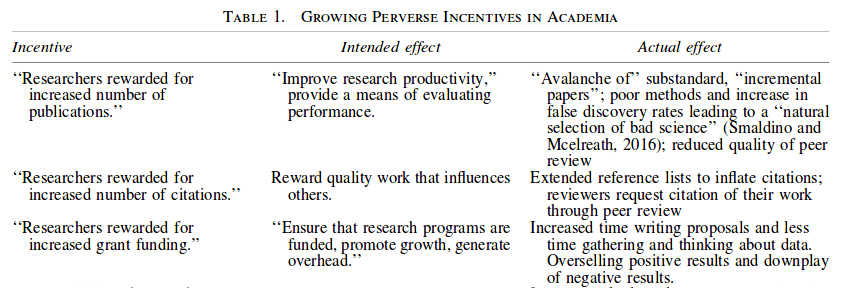 TABLE 1. GROWING PERVERSE INCENTIVES IN ACADEMIA
Incentive Intended effect Actual effect
‘‘Researchers rewarded for
increased number of
publications.’’
‘‘Improve research productivity,’’
provide a means of evaluating
performance.
‘‘Avalanche of’’ substandard, ‘‘incremental
papers’’; poor methods and increase in
false discovery rates leading to a ‘‘natural
selection of bad science’’ (Smaldino and
Mcelreath, 2016); reduced quality of peer
review
‘‘Researchers rewarded for
increased number of citations.’’
Reward quality work that influences
others.
Extended reference lists to inflate citations;
reviewers request citation of their work
through peer review
‘‘Researchers rewarded for
increased grant funding.”
‘‘Ensure that research programs are
funded, promote growth, generate
overhead.’’
Increased time writing proposals and less
time gathering and thinking about data.
Overselling positive results and downplay
of negative results.